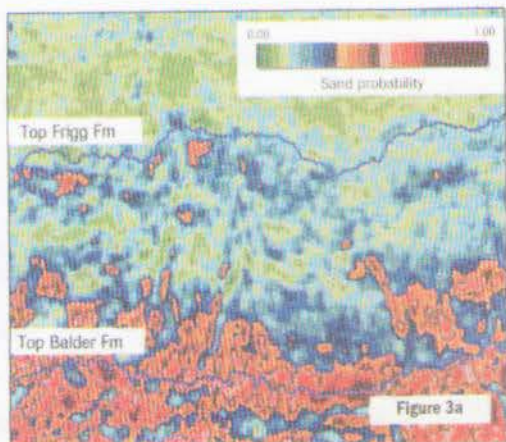 0.00 1.00
Sand probability
Top Frigg Fm
Top Balder Fm
Figure 3a